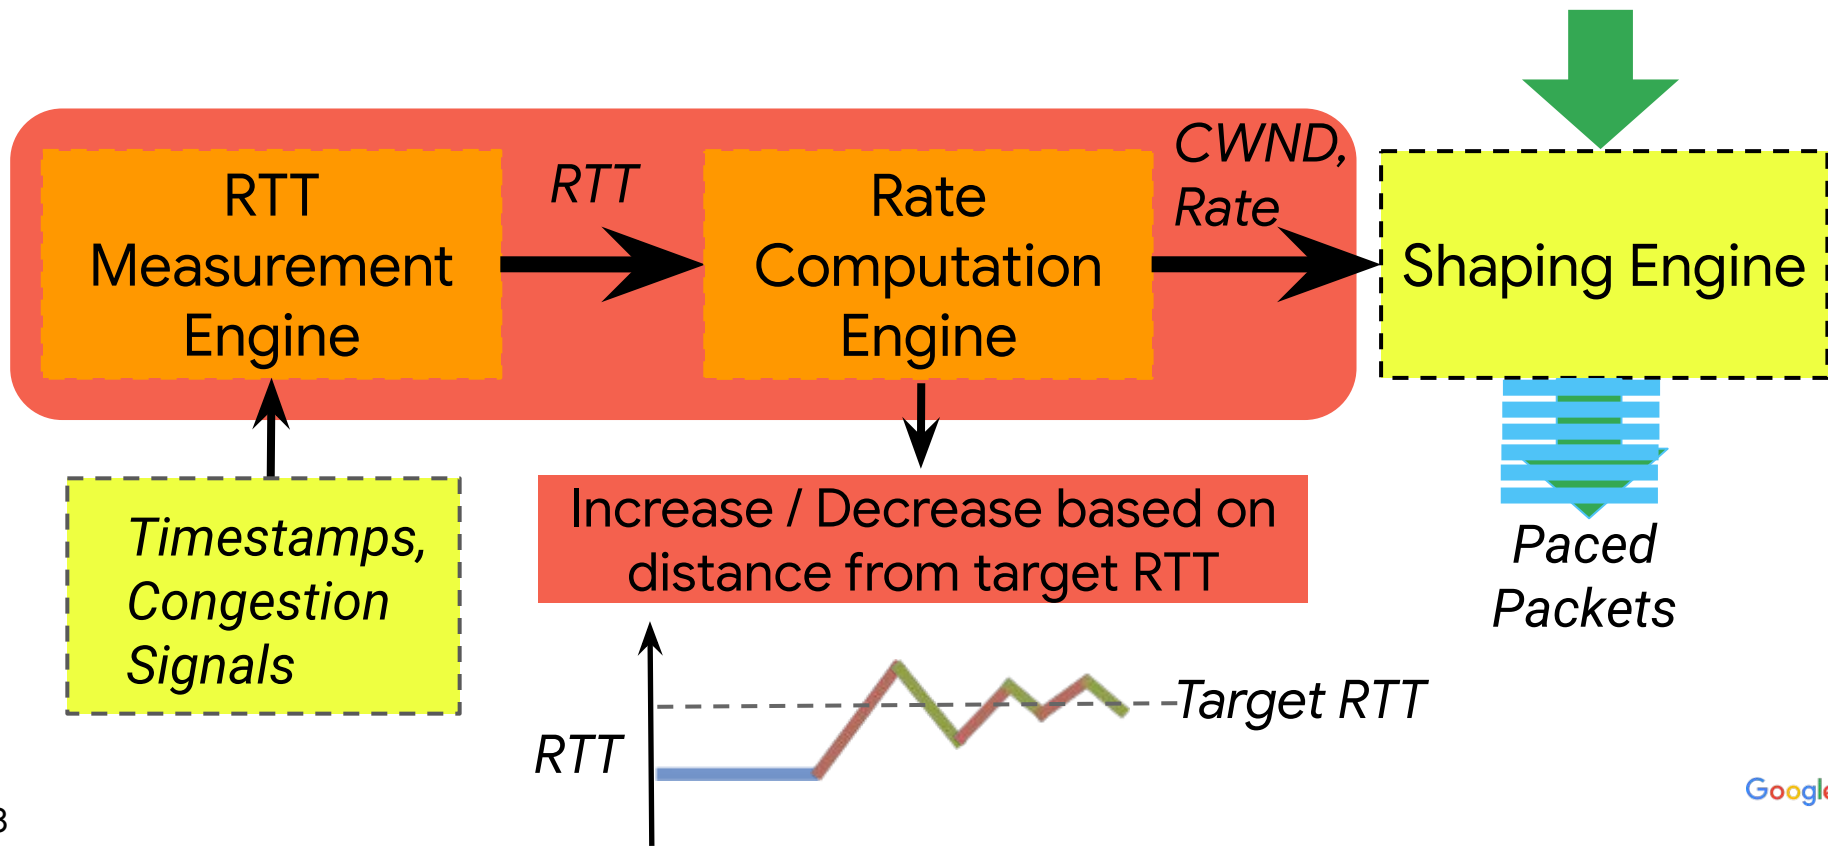 RTT
Measurement
Engine
RTT
Rate
Computation
Engine
CWND,
Rate
Shaping Engine
Timestamps,
Congestion
Signals
Increase / Decrease based on
distance from target RTT
Paced
Packets
RTT
Target RTT
Google